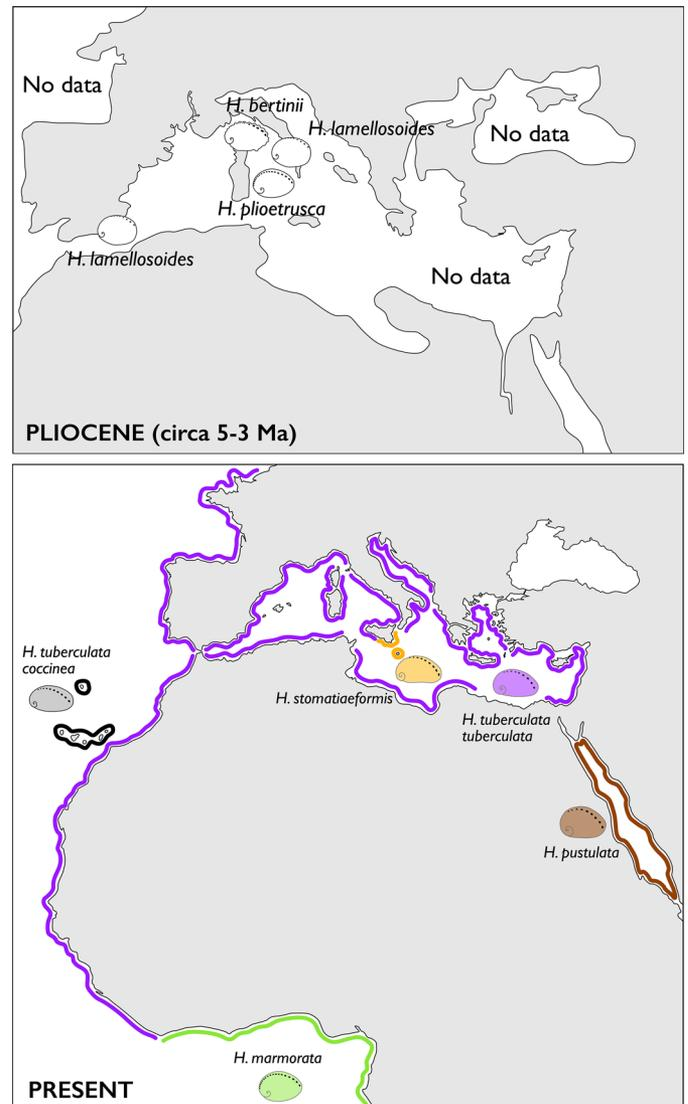 No data
H. bertinii
H. lamellosoides
No data
H. plioetrusca
H. lamellosoides
No data
PLIOCENE (circa 5-3 Ma)
H. tuberculata
coccinea
H. stomatiaeformis
H. tuberculata
tuberculata
H. pustulata
H. marmorata
PRESENT